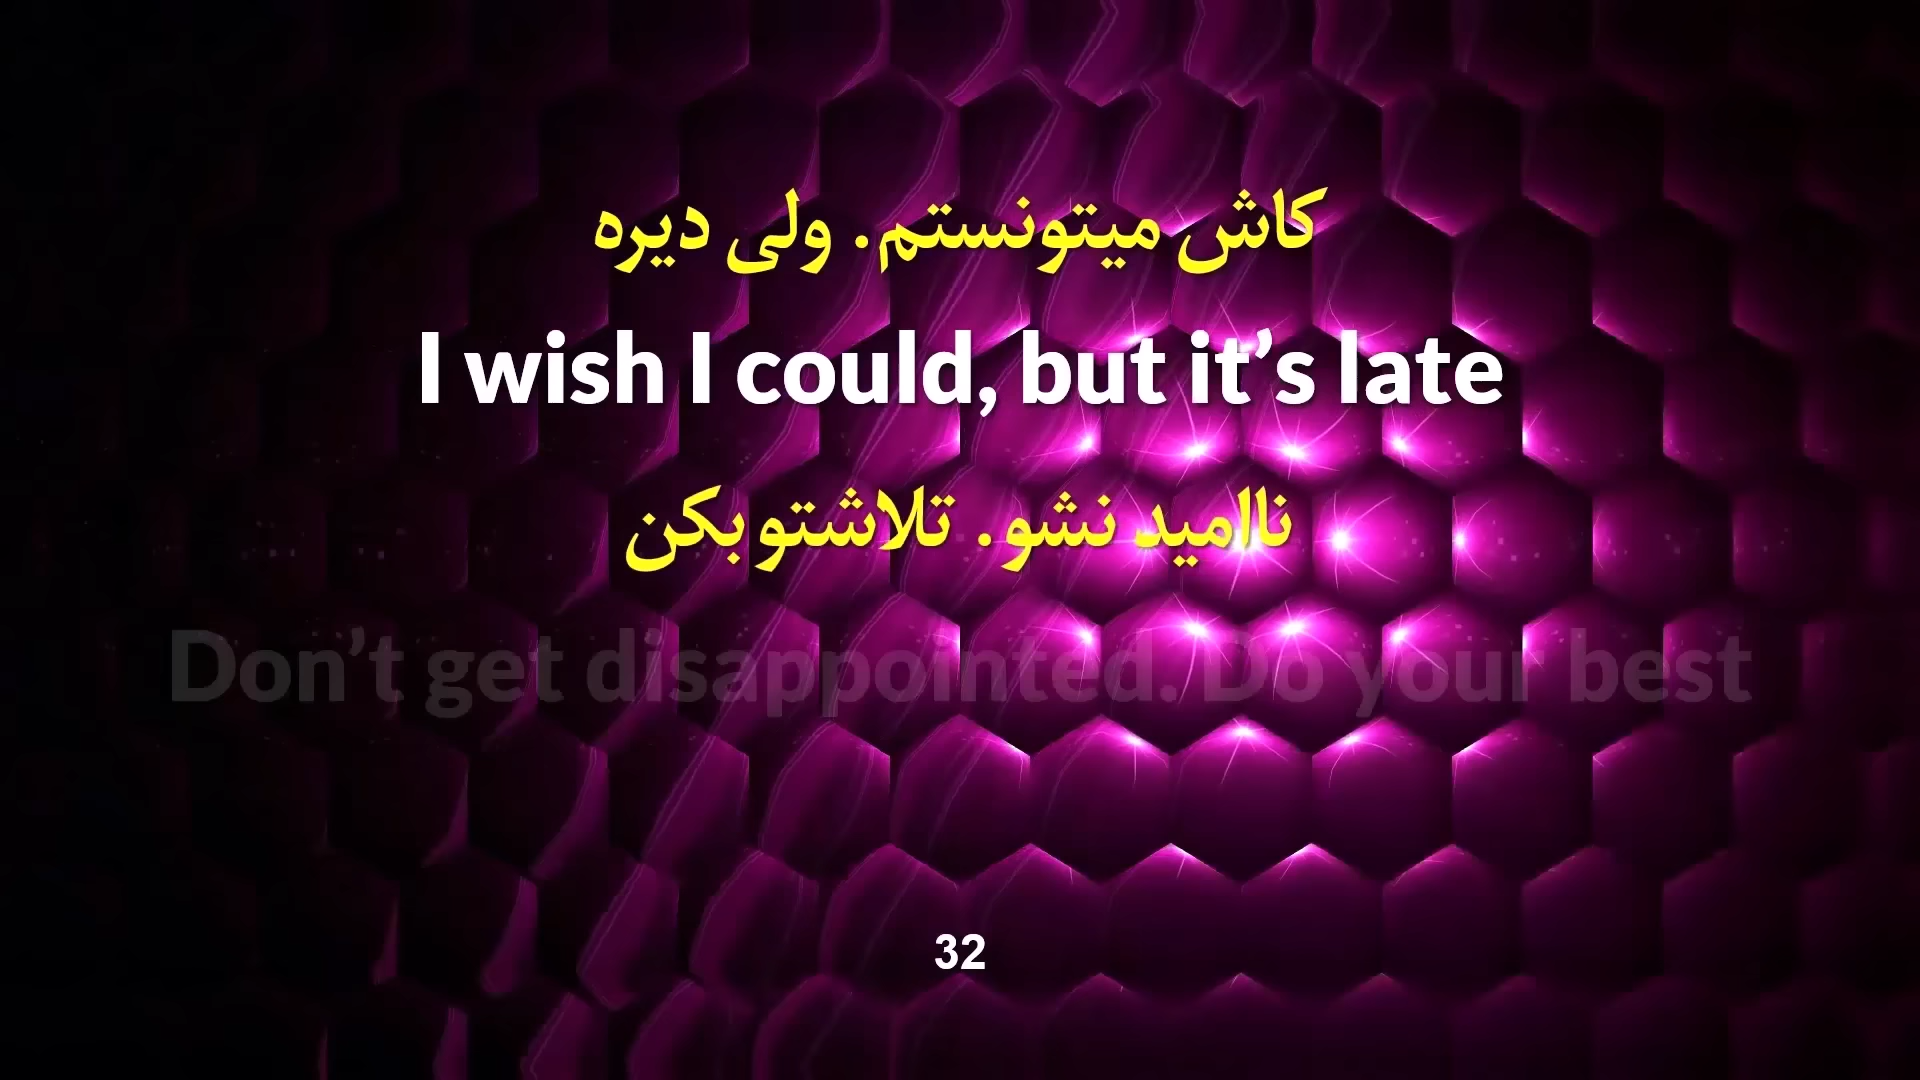 کاش میتونستم. ولی دیره
I wish I could, but it’s late
ناامید نشو. تلاشتو بکن
Don’t get disappointed. Do your best
32